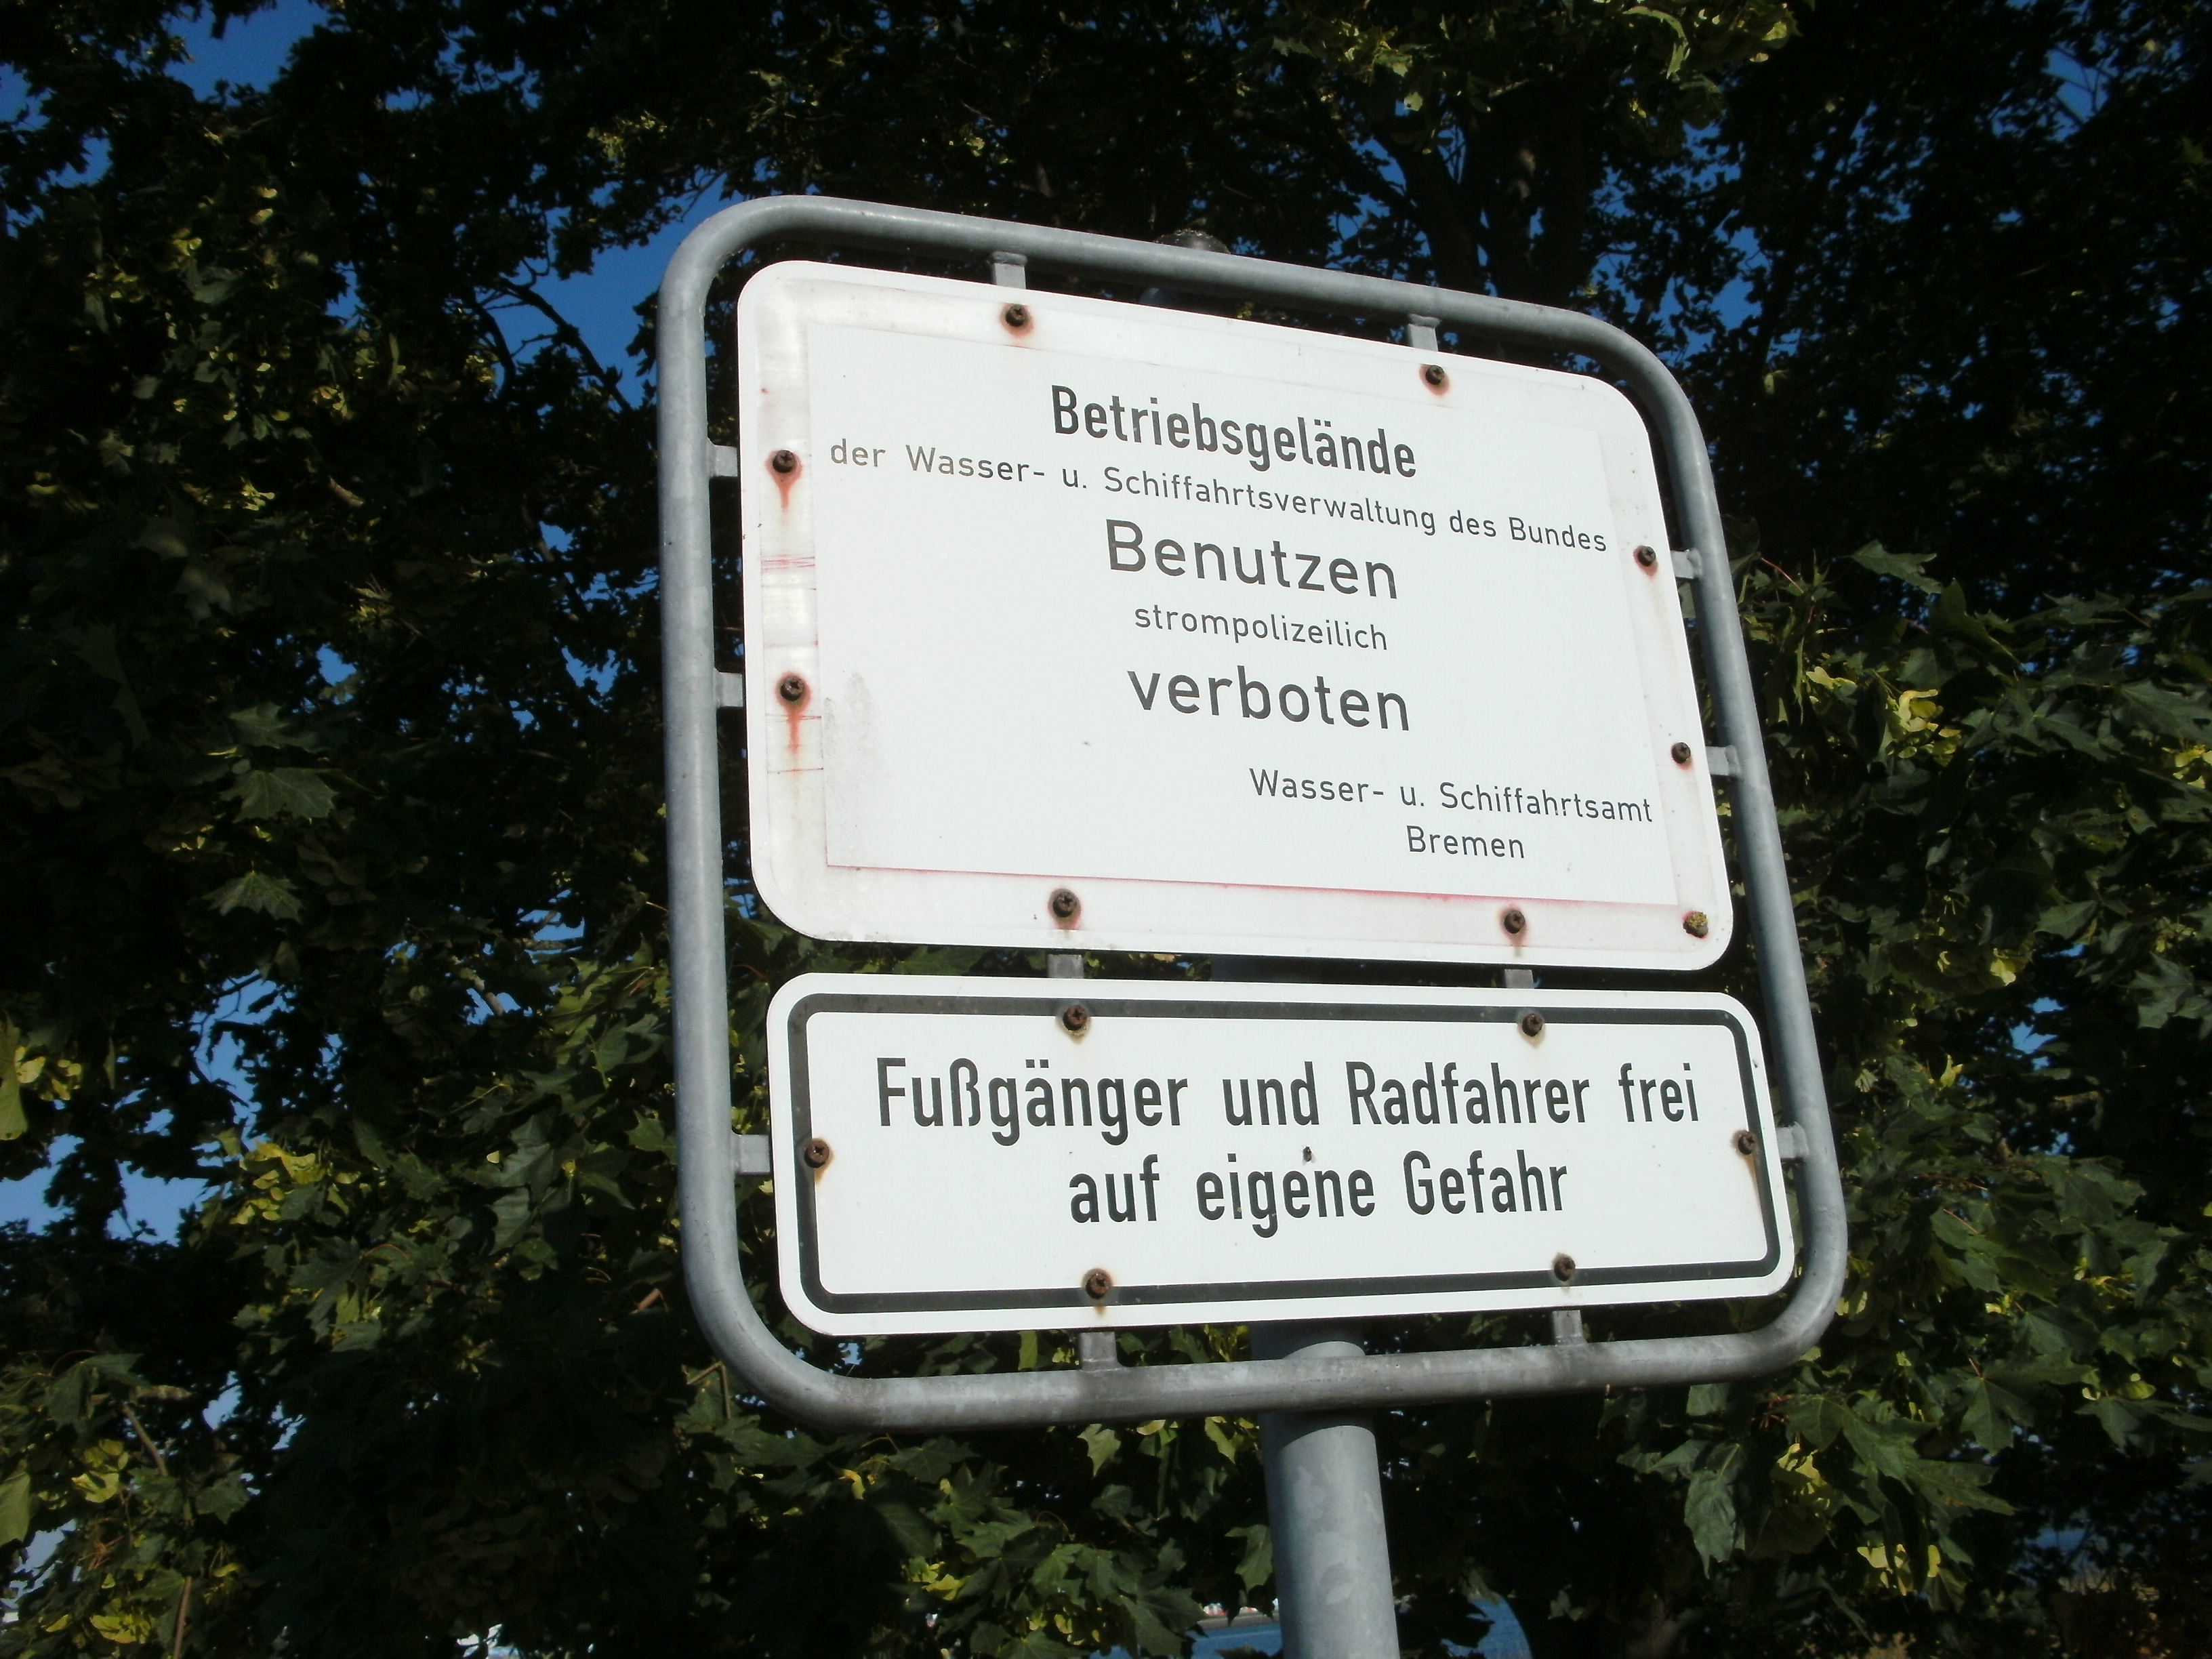 Betriebsgelände
der Wasser- u. Schiffahrtsverwaltung des Bundes
Benutzen
strompolizeilich
verboten
Wasser- u. Schiffahrtsamt
Bremen
Fußgänger und Radfahrer frei
auf eigene Gefahr